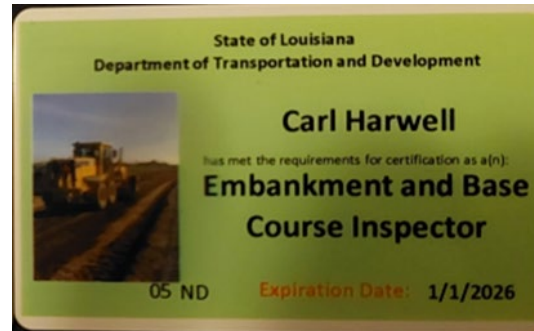 State of Louisiana
Department of Transportation and Development
Carl Harwell
has met the requirements for certification as a(n):
Embankment and Base
Course Inspector
05 ND
Expiration Date: 1/1/2026